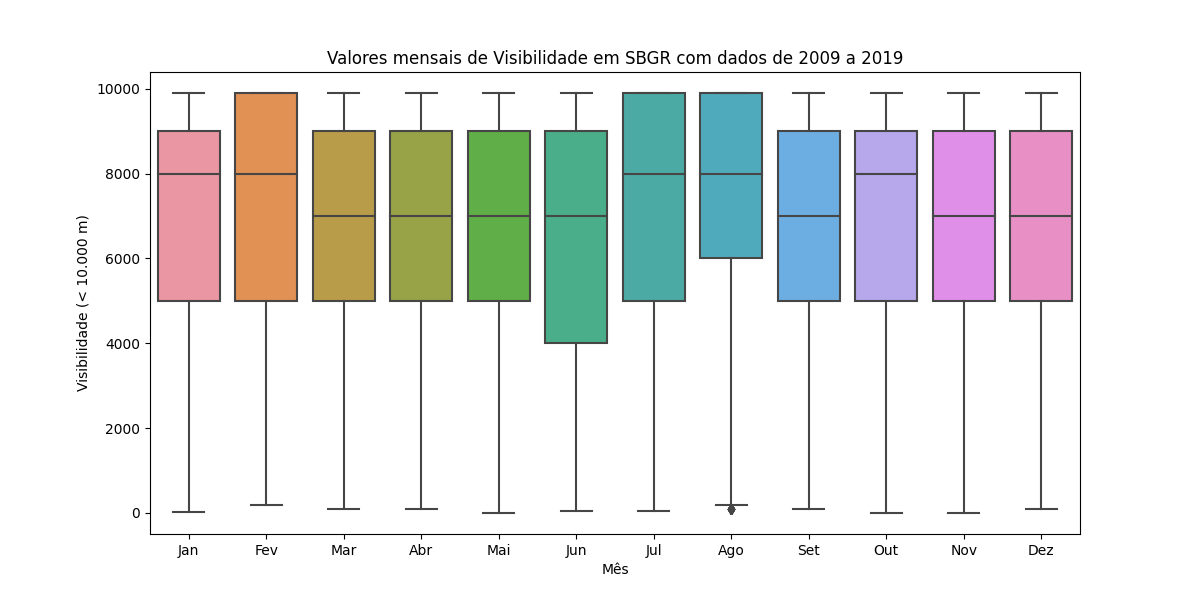 Valores mensais de Visibilidade em SBGR com dados de 2009 a 2019
Visibilidade (< 10.000 m)
10000
8000
6000
4000
2000
0
Jan Fev Mar Abr Mai Jun Jul Ago Set Out Nov Dez
Mês